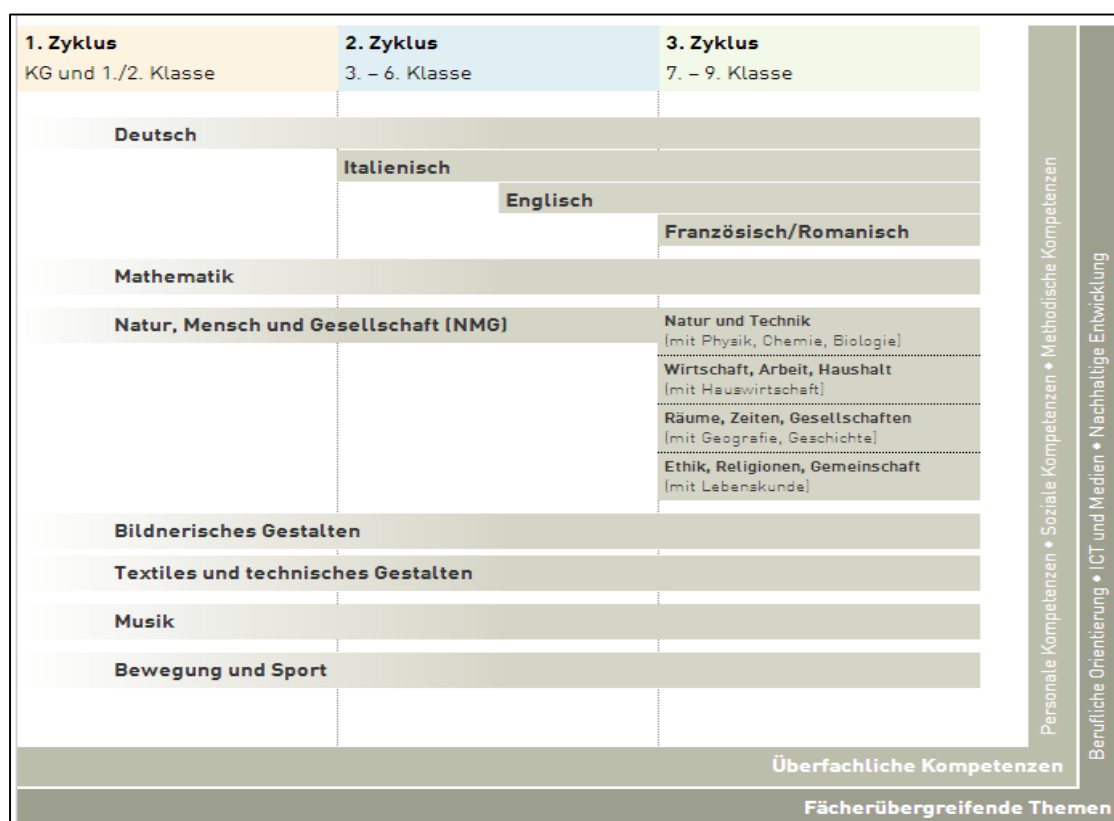 1. Zyklus
KG und 1./2. Klasse
2. Zyklus
3. – 6. Klasse
3. Zyklus
7. – 9. Klasse
Deutsch
Italienisch
Englisch
Französisch/Romanisch
Mathematik
Natur, Mensch und Gesellschaft (NMG)
Natur und Technik
(mit Physik, Chemie, Biologie)
Wirtschaft, Arbeit, Haushalt
(mit Hauswirtschaft)
Räume, Zeiten, Gesellschaften
(mit Geografie, Geschichte)
Ethik, Religionen, Gemeinschaft
(mit Lebenskunde)
Bildnerisches Gestalten
Textiles und technisches Gestalten
Musik
Bewegung und Sport
Personale Kompetenzen • Soziale Kompetenzen • Methodische Kompetenzen
Berufliche Orientierung • ICT und Medien • Nachhaltige Entwicklung
Überfachliche Kompetenzen
Fächerübergreifende Themen